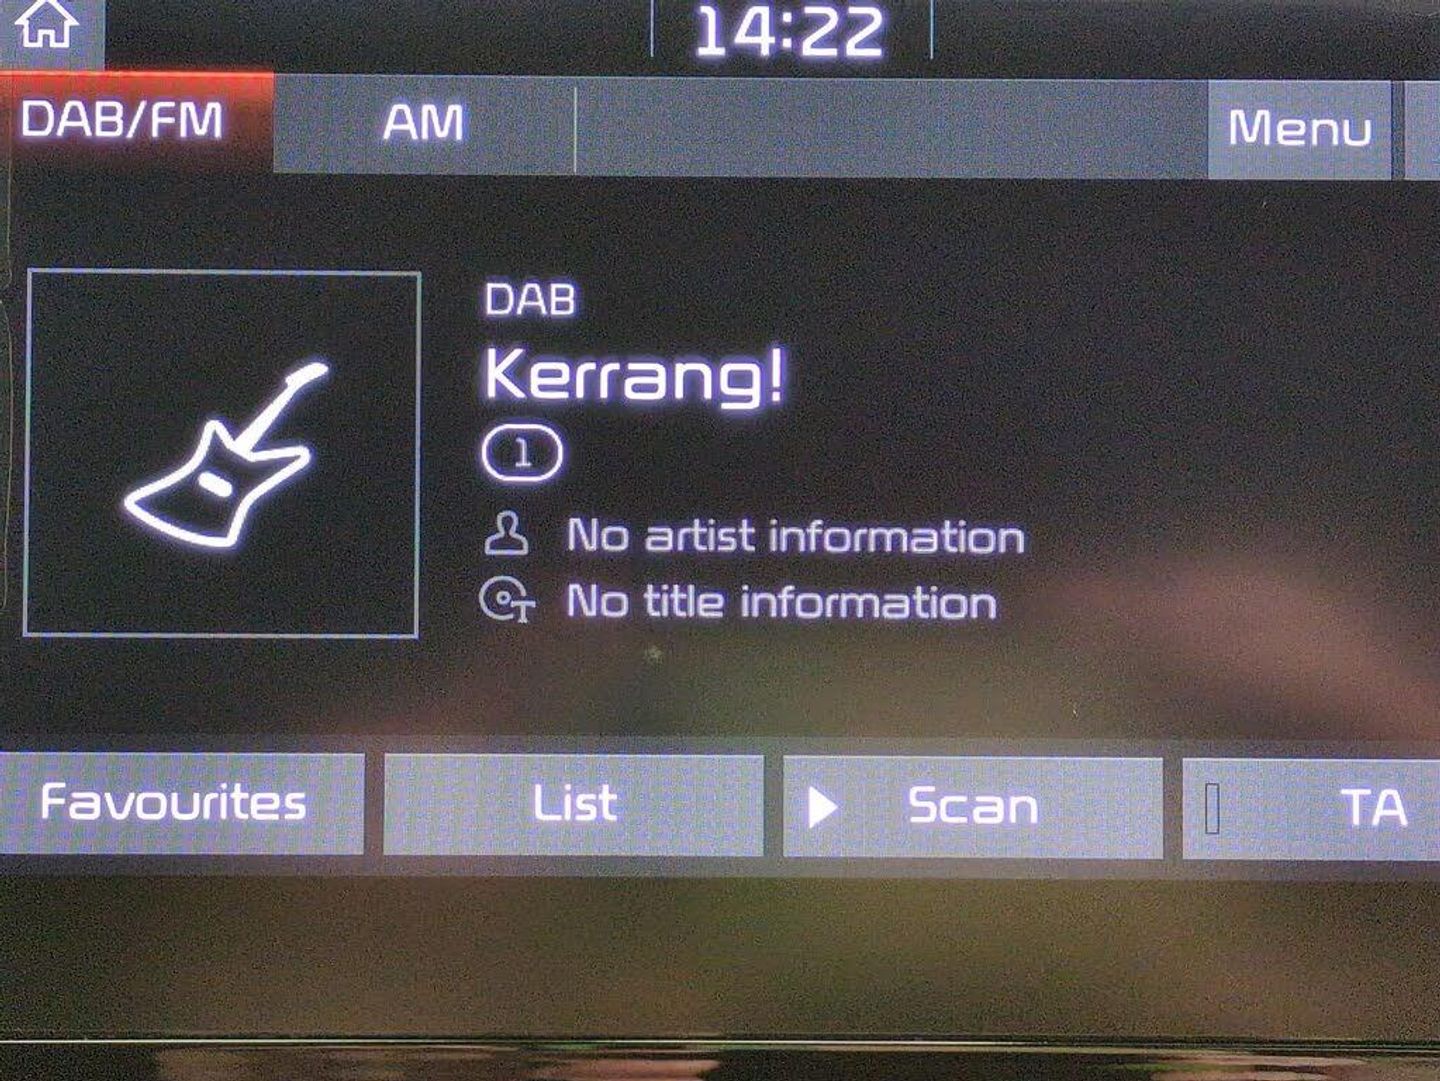 14:22
DAB/FM AM Menu
DAB
Kerrang!
1
No artist information
No title information
Favourites List Scan TA